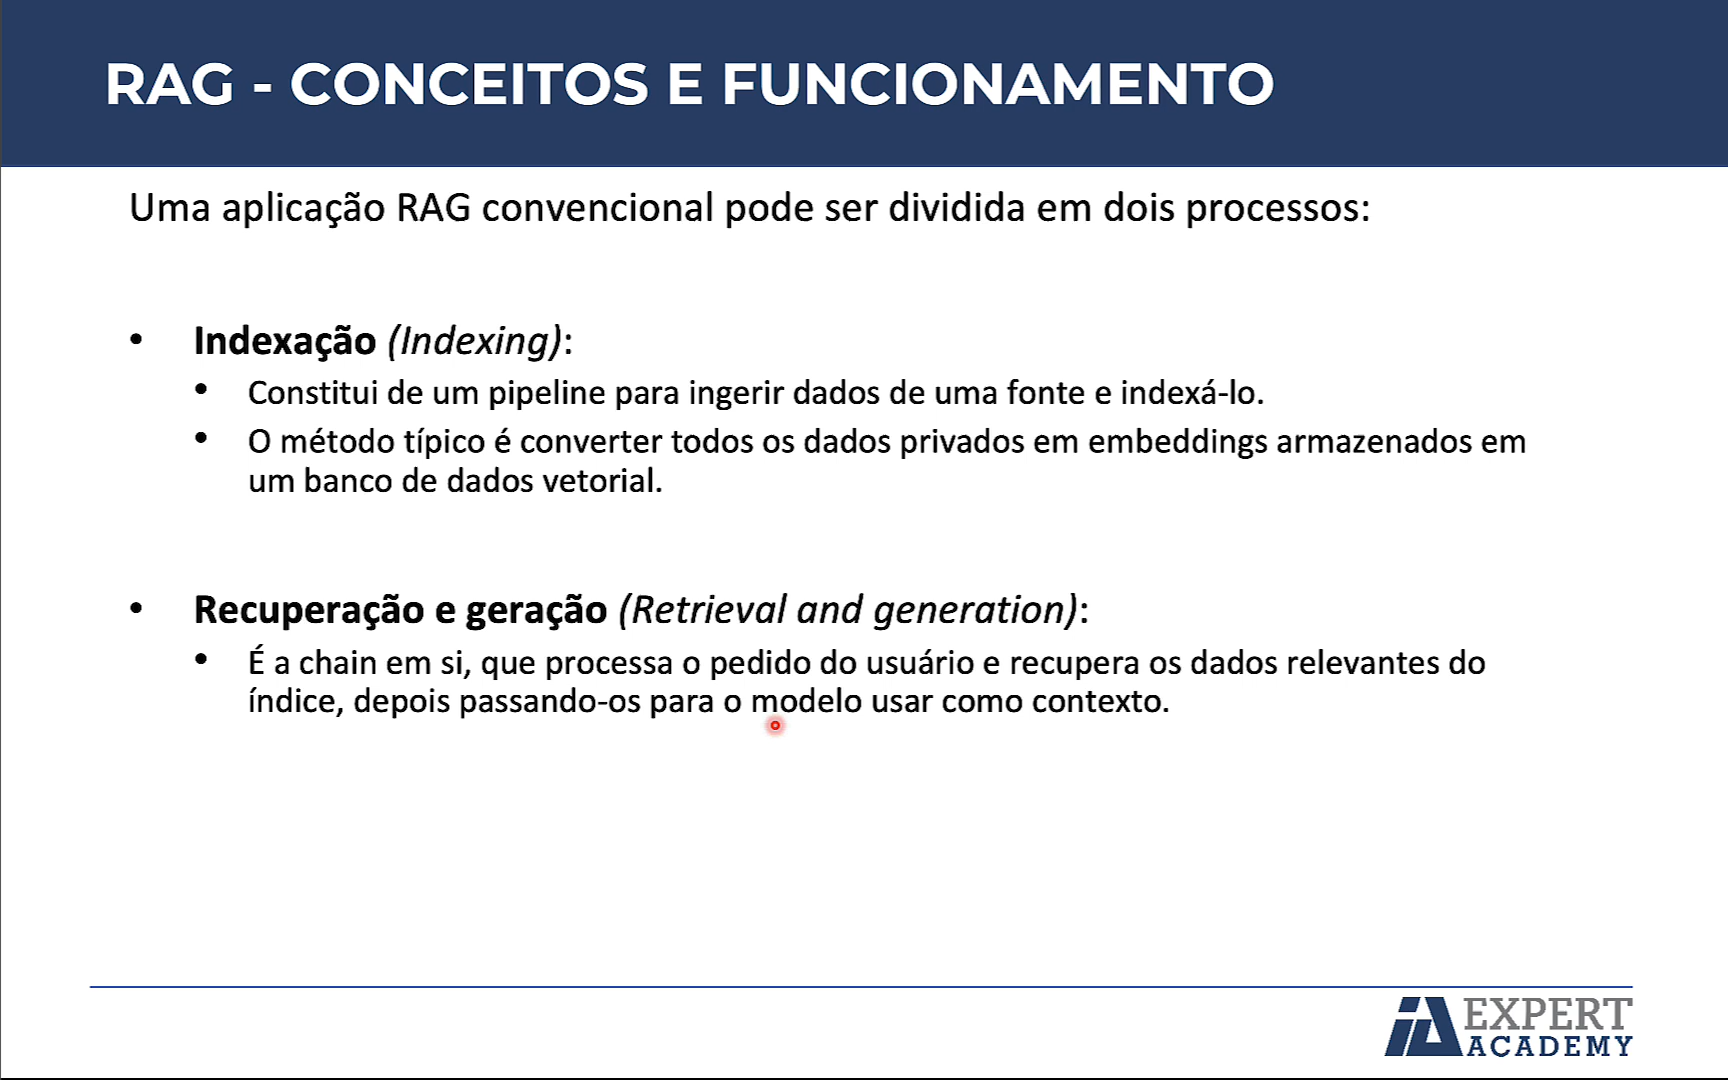 RAG - CONCEITOS E FUNCIONAMENTO
Uma aplicação RAG convencional pode ser dividida em dois processos:
• Indexação (Indexing):
• Constitui de um pipeline para ingerir dados de uma fonte e indexá-lo.
• O método típico é converter todos os dados privados em embeddings armazenados em
um banco de dados vetorial.
• Recuperação e geração (Retrieval and generation):
• É a chain em si, que processa o pedido do usuário e recupera os dados relevantes do
índice, depois passando-os para o modelo usar como contexto.
IA EXPERT
ACADEMY